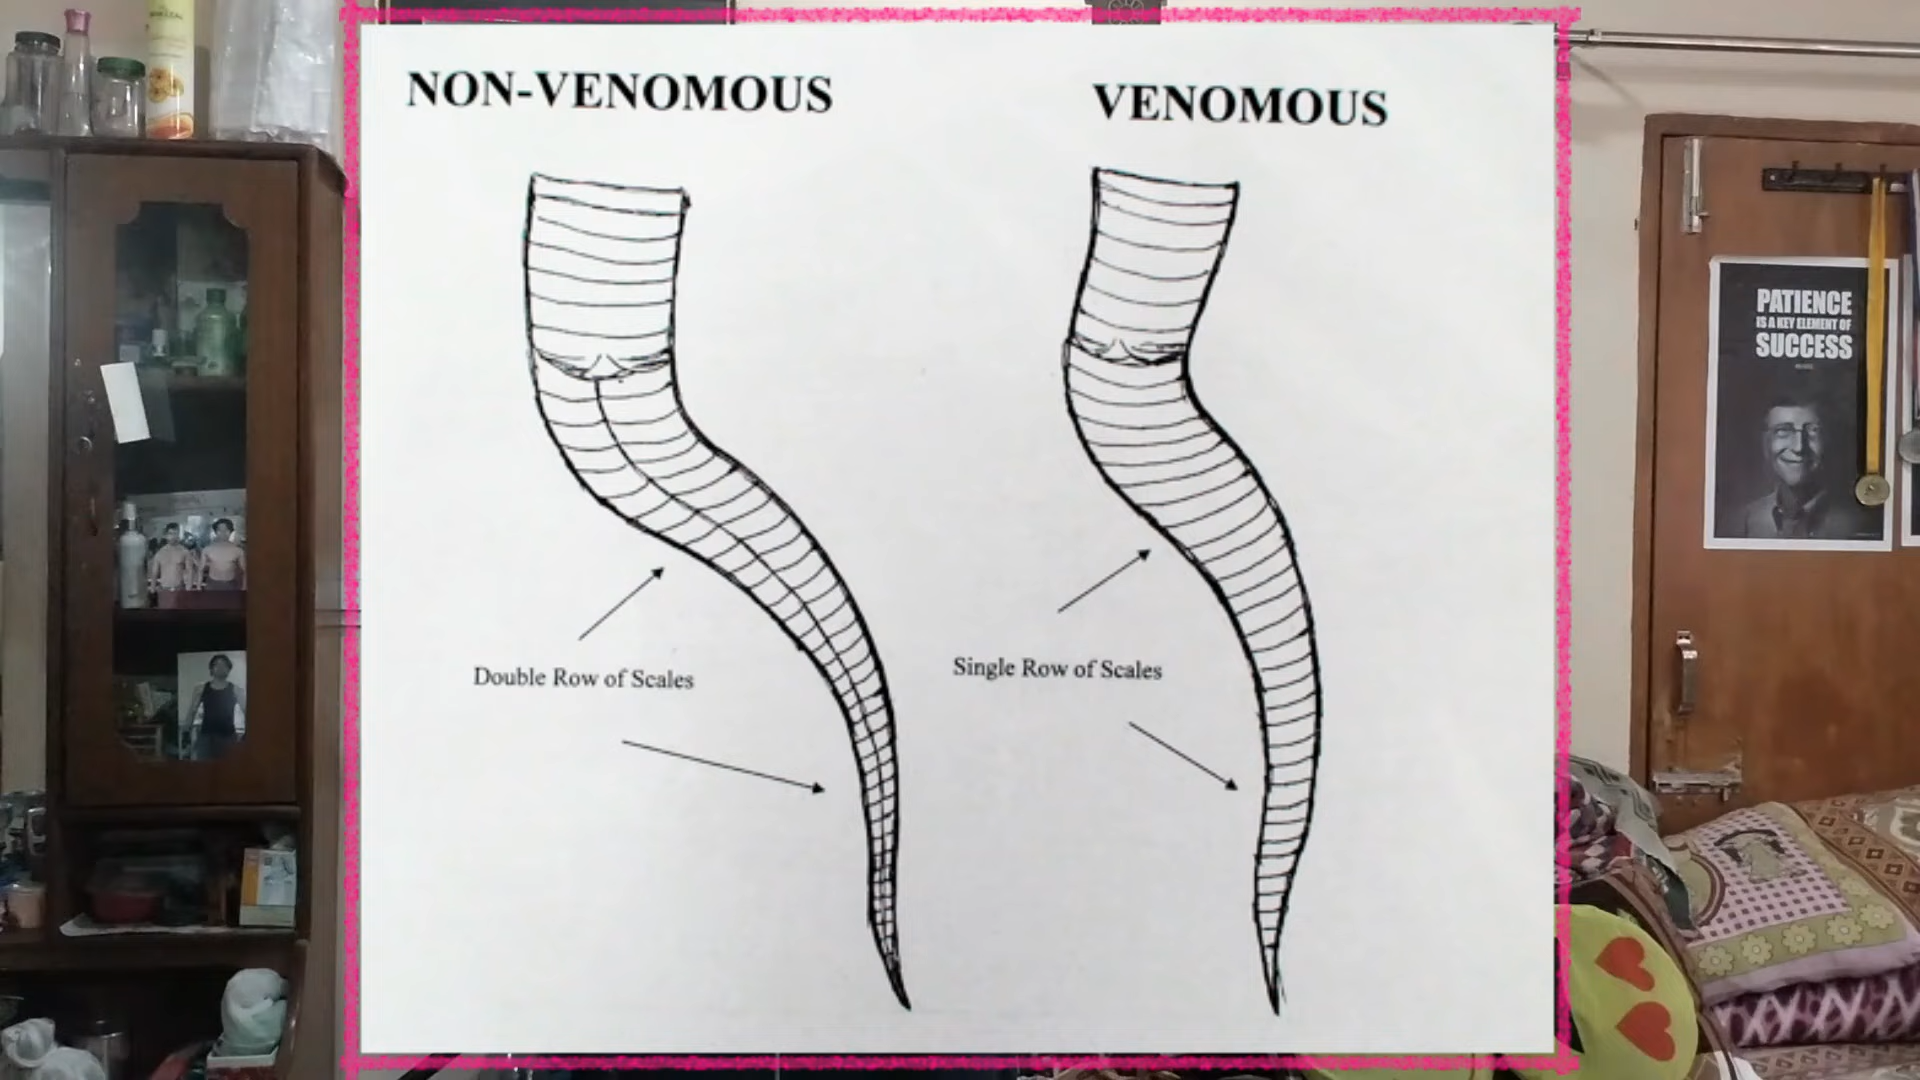 NON-VENOMOUS
VENOMOUS
Double Row of Scales
Single Row of Scales
PATIENCE
IS A KEY ELEMENT OF
SUCCESS